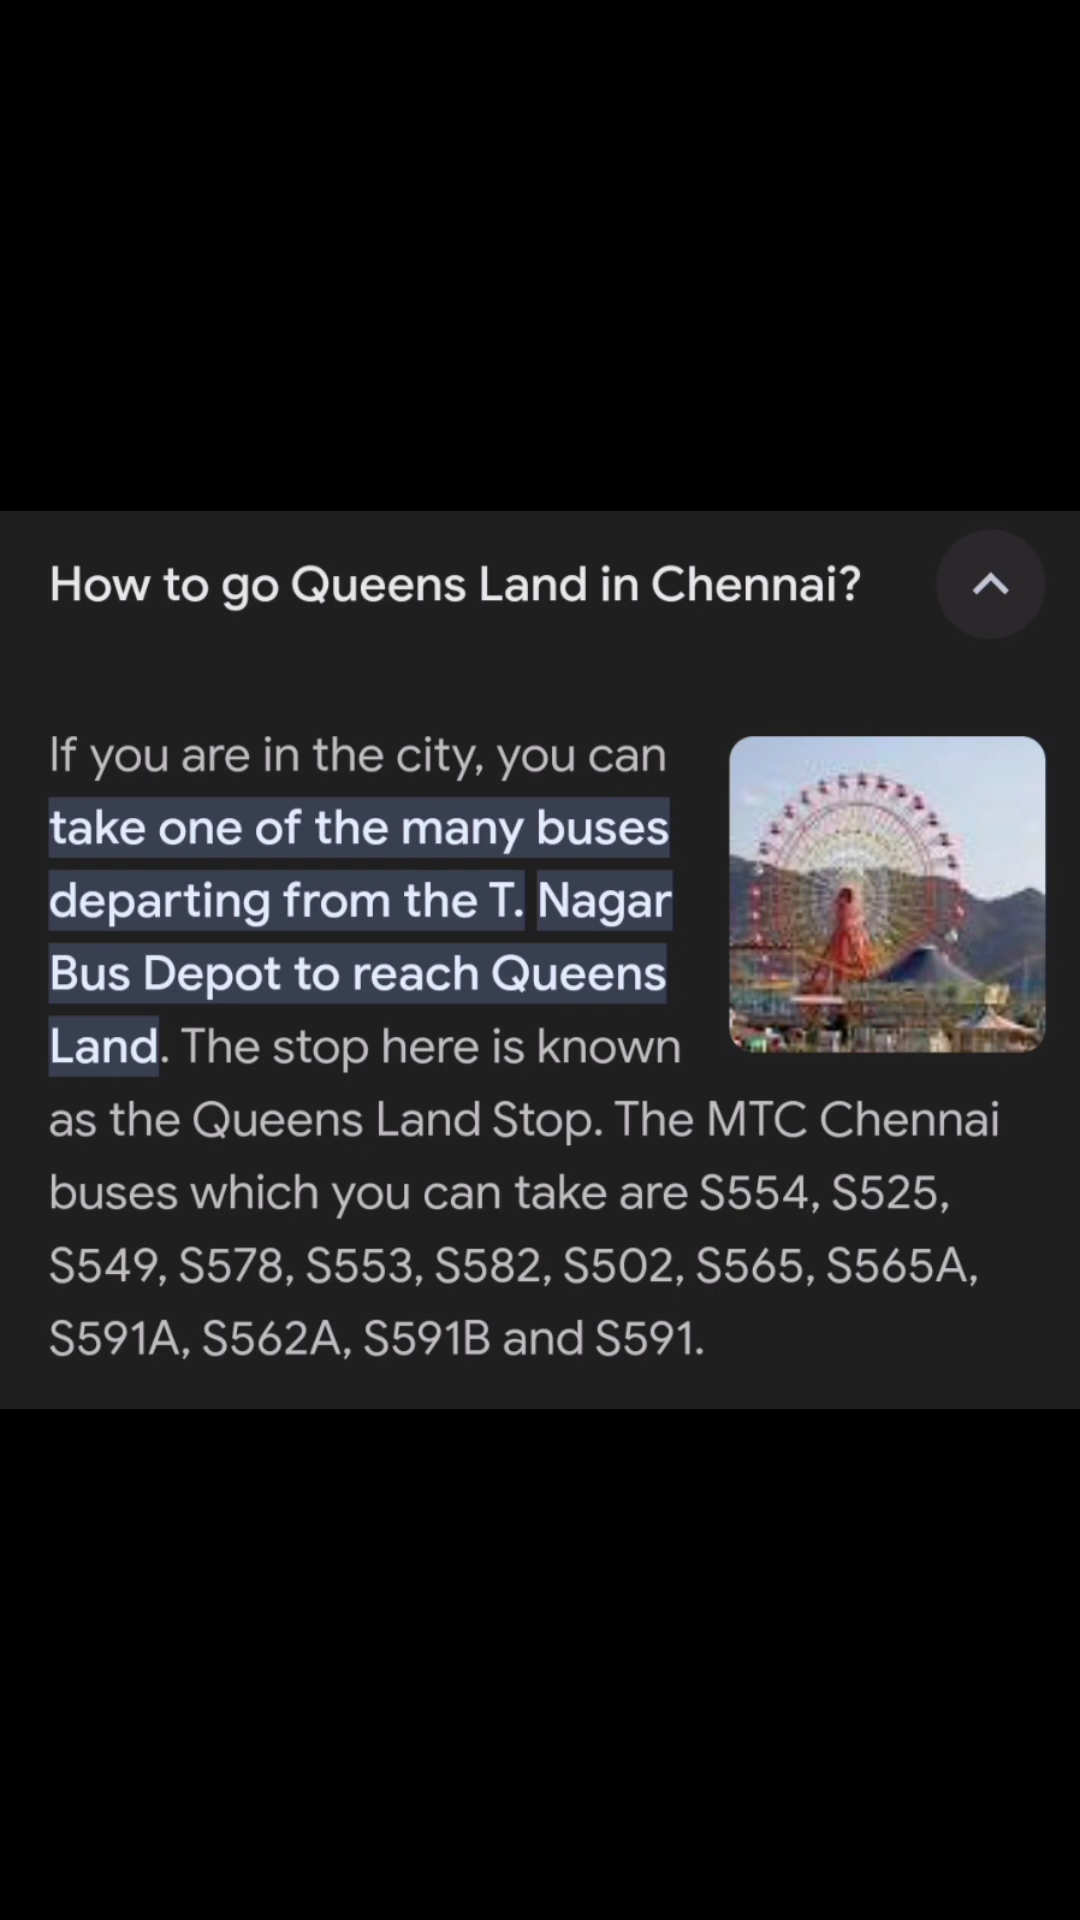 How to go Queens Land in Chennai?
If you are in the city, you can
take one of the many buses
departing from the T. Nagar
Bus Depot to reach Queens
Land. The stop here is known
as the Queens Land Stop. The MTC Chennai
buses which you can take are S554, S525,
S549, S578, S553, S582, S502, S565, S565A,
S591A, S562A, S591B and S591.